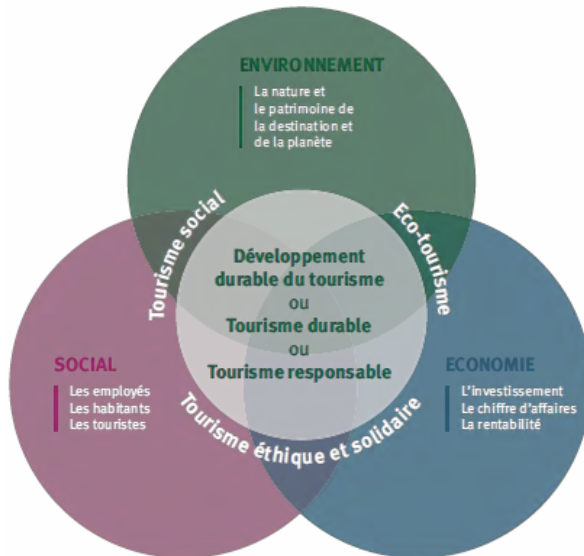 ENVIRONNEMENT
La nature et
le patrimoine de
la destination et
de la planète
Tourisme social
Eco-tourisme
Développement
durable du tourisme
ou
Tourisme durable
ou
Tourisme responsable
SOCIAL
Les employés
Les habitants
Les touristes
ECONOMIE
L'investissement
Le chiffre d'affaires
La rentabilité
Tourisme éthique et solidaire